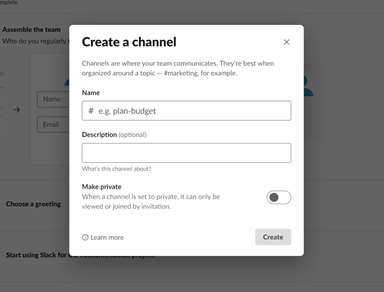 mplete
Assemble the team
Who do you regularly
Name
Email
Choose a greeting
Start using Slack for
Create a channel
Channels are where your team communicates. They're best when
organized around a topic — #marketing, for example.
Name
# e.g. plan-budget
Description (optional)
What's this channel about?
Make private
When a channel is set to private, it can only be
viewed or joined by invitation.
Learn more
Create